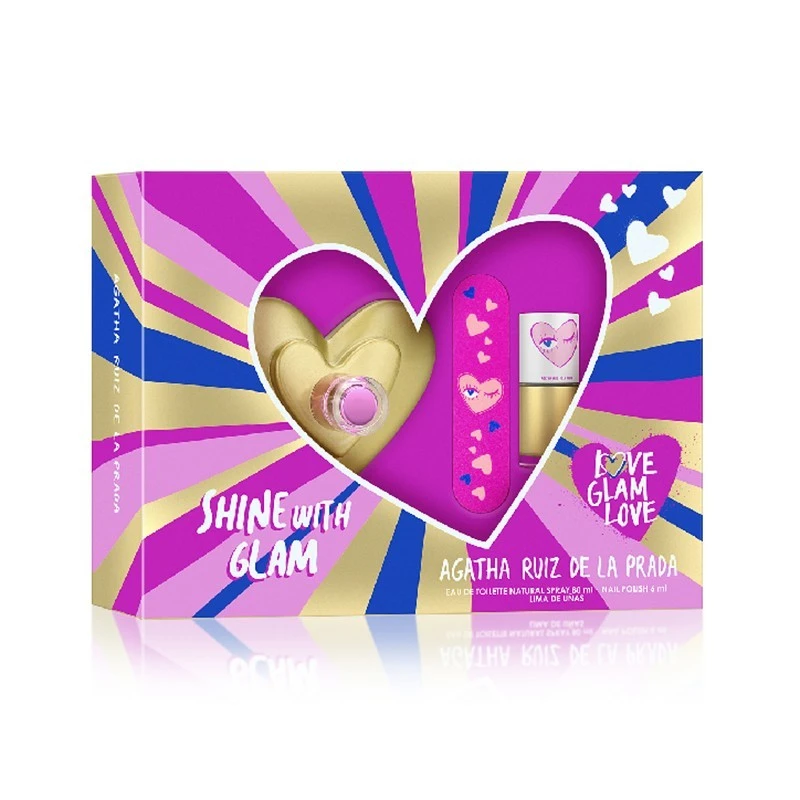 AGATHA RUIZ DE LA PRADA
SHINE WITH
GLAM
LOVE
GLAM
LOVE
AGATHA RUIZ DE LA PRADA
EAU DE TOILETTE NATURAL SPRAY 80 ml - NAIL POLISH 6 ml
LIMA DE UÑAS